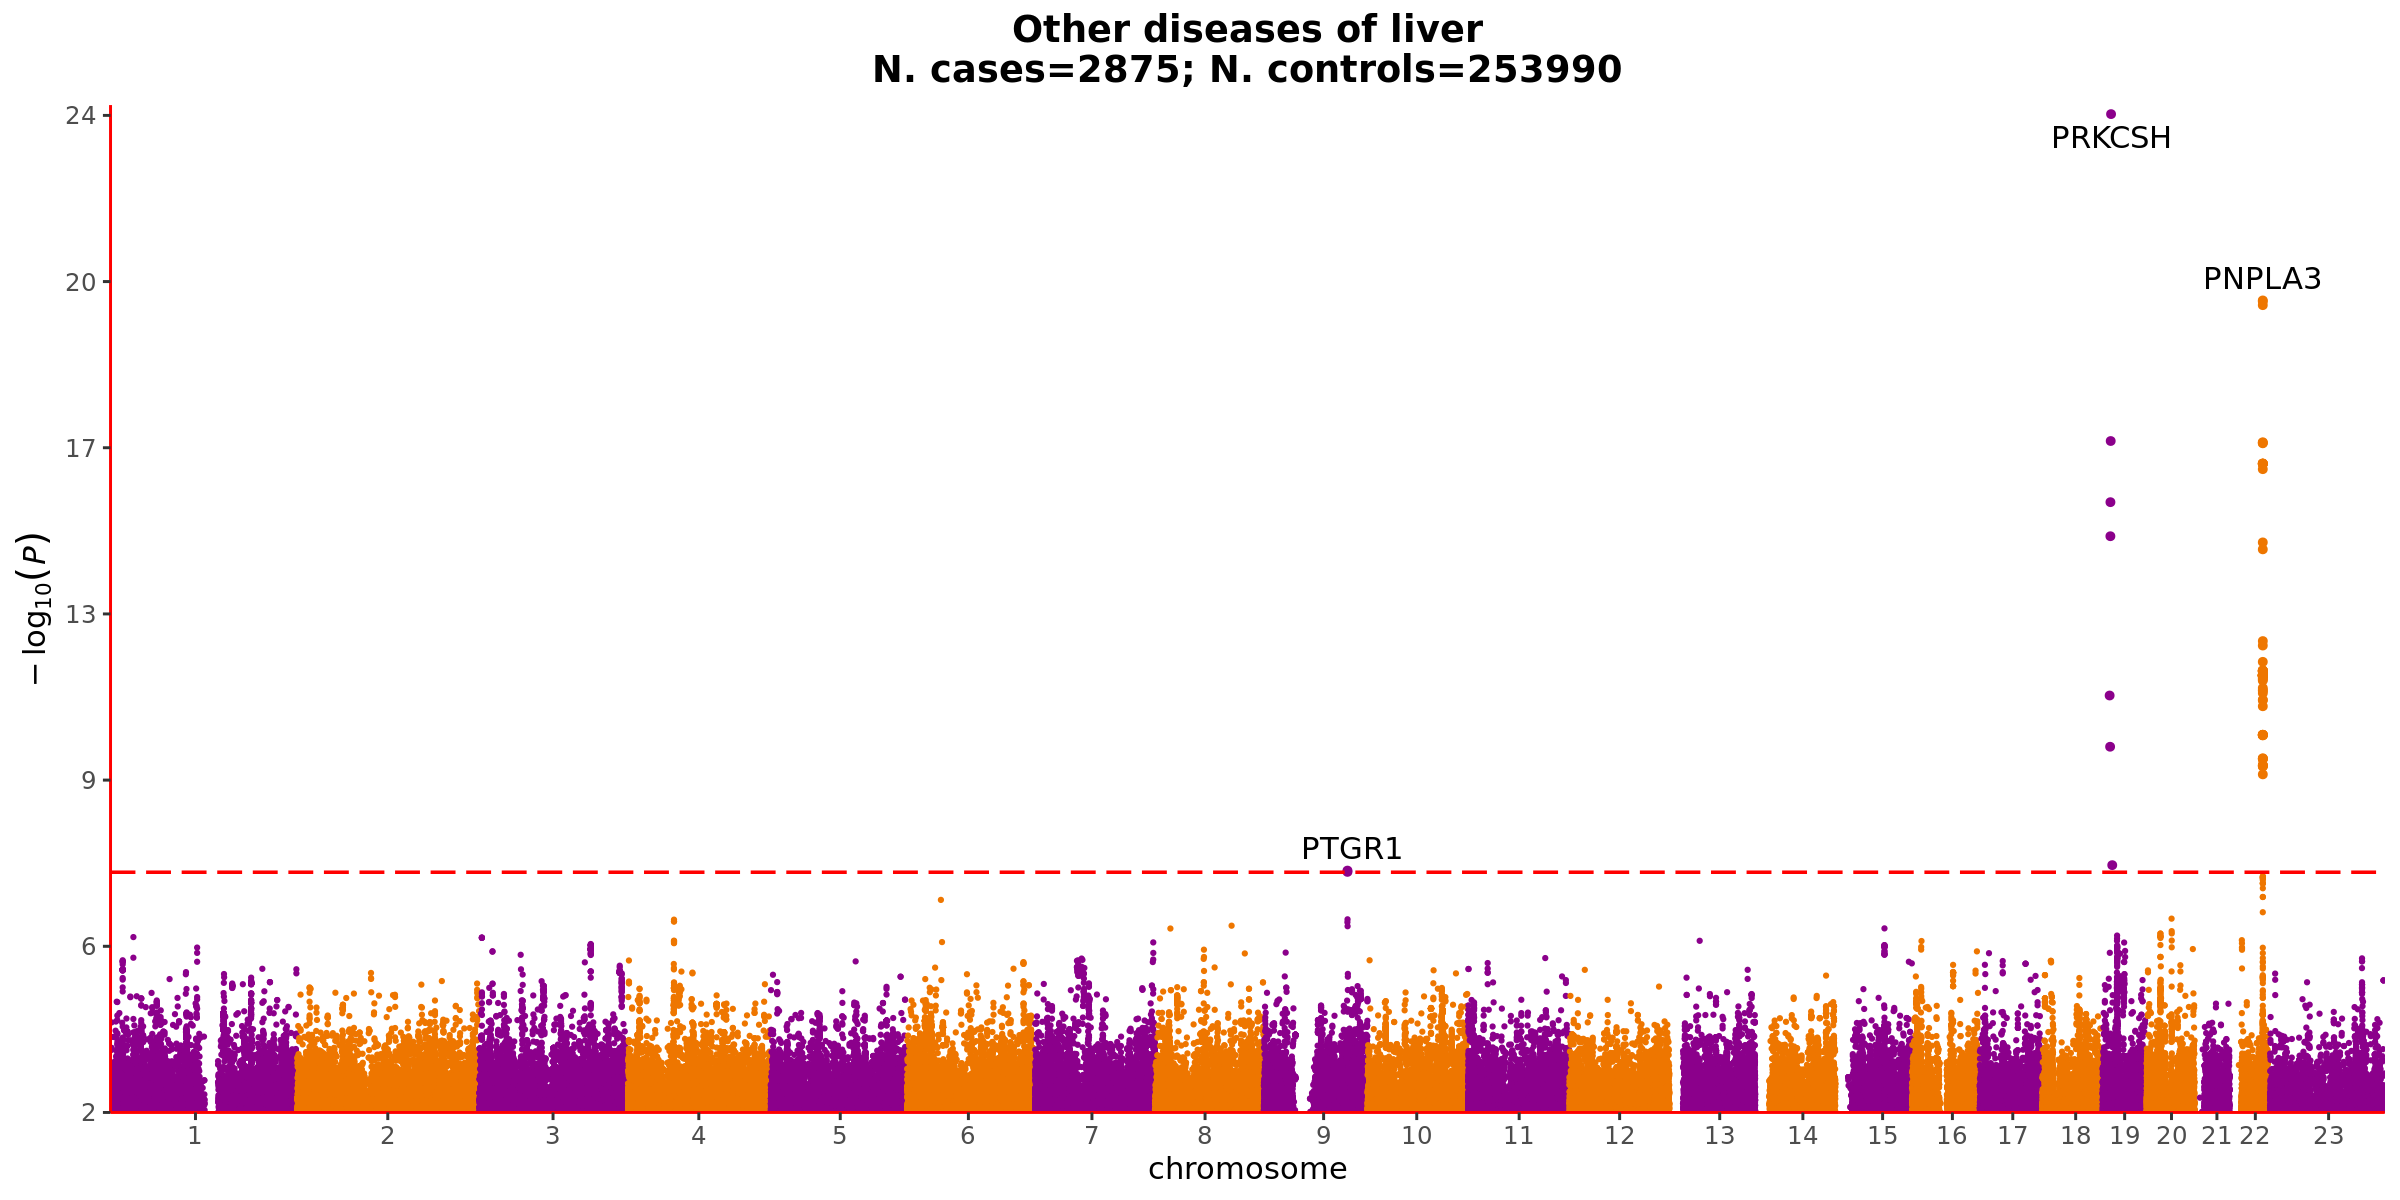 Other diseases of liver
N. cases=2875; N. controls=253990
24
PRKCSH
PNPLA3
20
17
13
9
PTGR1
6
2
−log10(P)
1 2 3 4 5 6 7 8 9 10 11 12 13 14 15 16 17 18 19 20 21 22 23
chromosome